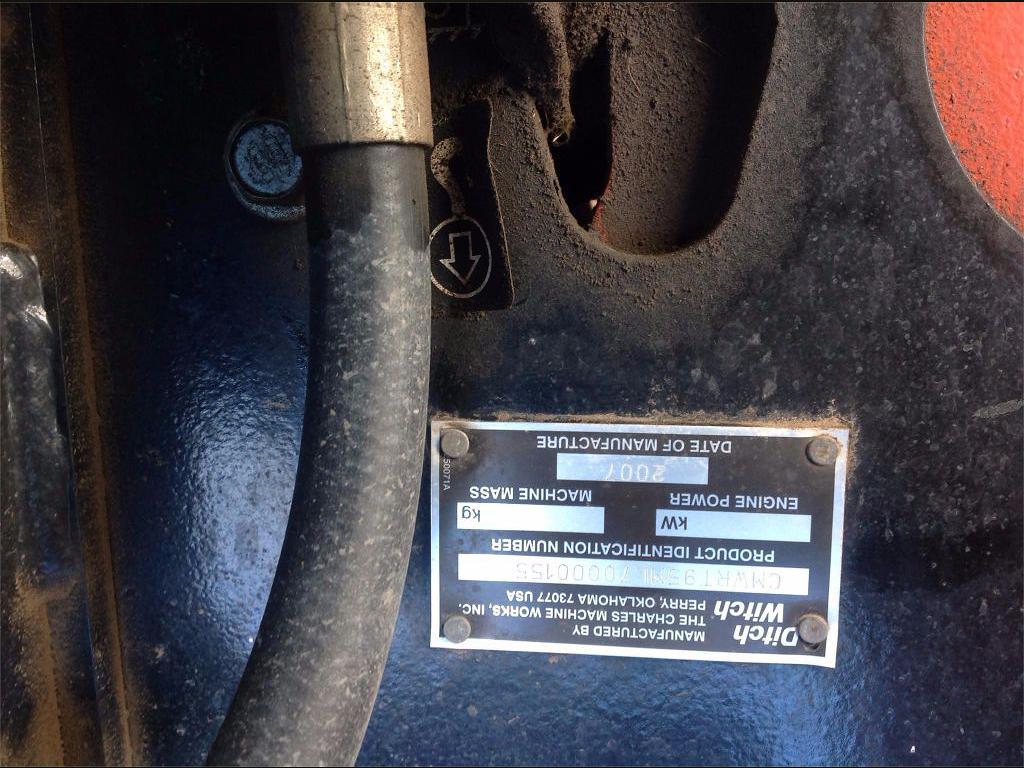 Ditch Witch
MANUFACTURED BY
THE CHARLES MACHINE WORKS, INC.
PERRY, OKLAHOMA 73077 USA
CMWRT95ML70000155
PRODUCT IDENTIFICATION NUMBER
kW
kg
ENGINE POWER
MACHINE MASS
2007
DATE OF MANUFACTURE